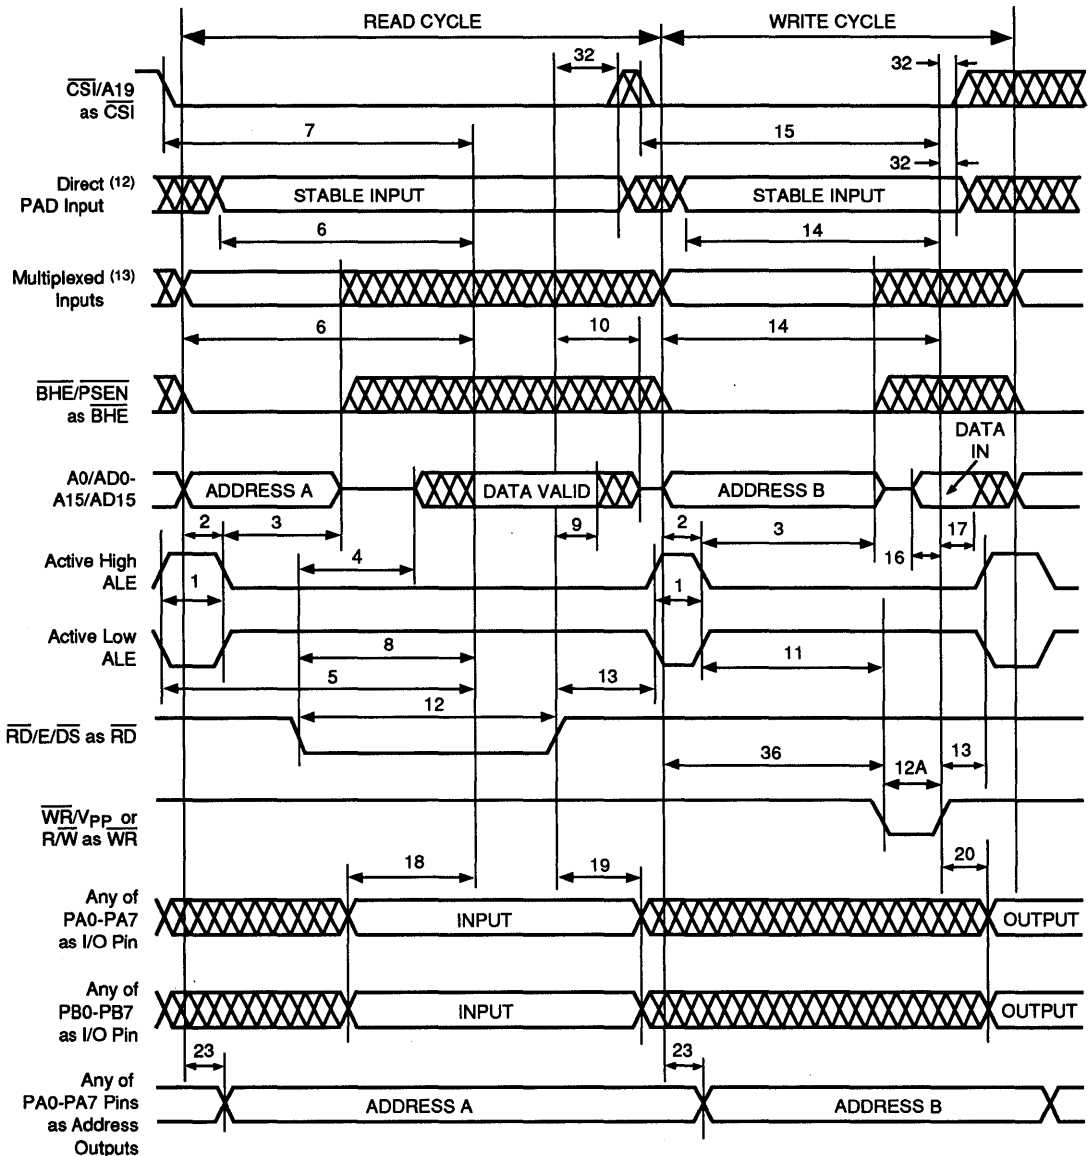 READ CYCLE
WRITE CYCLE
32
32
CSI/A19
as CSI
7
15
32
Direct (12)
PAD Input
STABLE INPUT
STABLE INPUT
6
14
Multiplexed (13)
Inputs
6
10
14
BHE/PSEN
as BHE
DATA
IN
A0/AD0-
A15/AD15
ADDRESS A
DATA VALID
ADDRESS B
2
3
9
2
3
17
16
Active High
ALE
4
1
1
Active Low
ALE
8
11
5
13
12
RD/E/DS as RD
36
12A
13
WR/VPP or
R/W as WR
18
19
20
Any of
PA0-PA7
as I/O Pin
INPUT
OUTPUT
Any of
PB0-PB7
as I/O Pin
INPUT
OUTPUT
23
23
Any of
PA0-PA7 Pins
as Address
Outputs
ADDRESS A
ADDRESS B